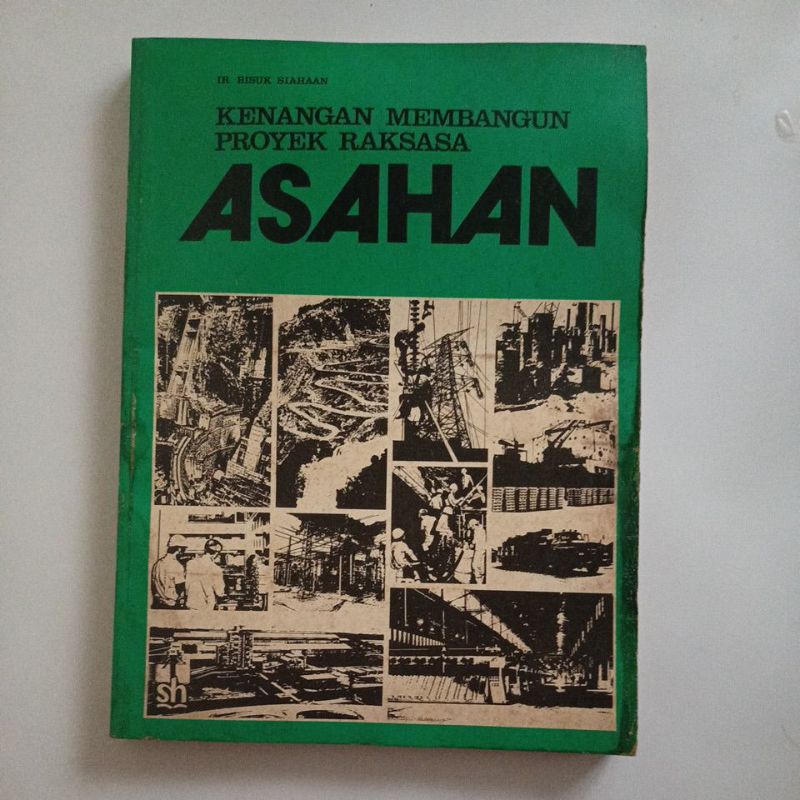 IR. BISUK SIAHAAN
KENANGAN MEMBANGUN
PROYEK RAKSASA
ASAHAN
sh